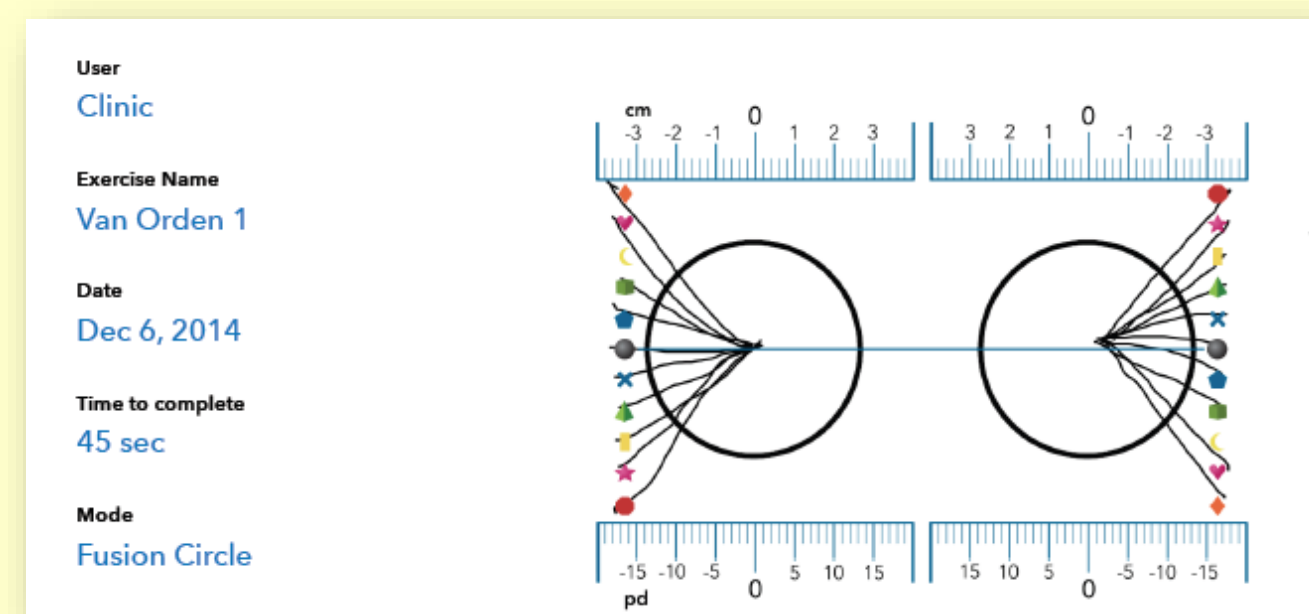 User
Clinic
Exercise Name
Van Orden 1
Date
Dec 6, 2014
Time to complete
45 sec
Mode
Fusion Circle
cm
-3 -2 -1 0 1 2 3
3 2 1 0 -1 -2 -3
-15 -10 -5 0 5 10 15
15 10 5 0 -5 -10 -15
pd